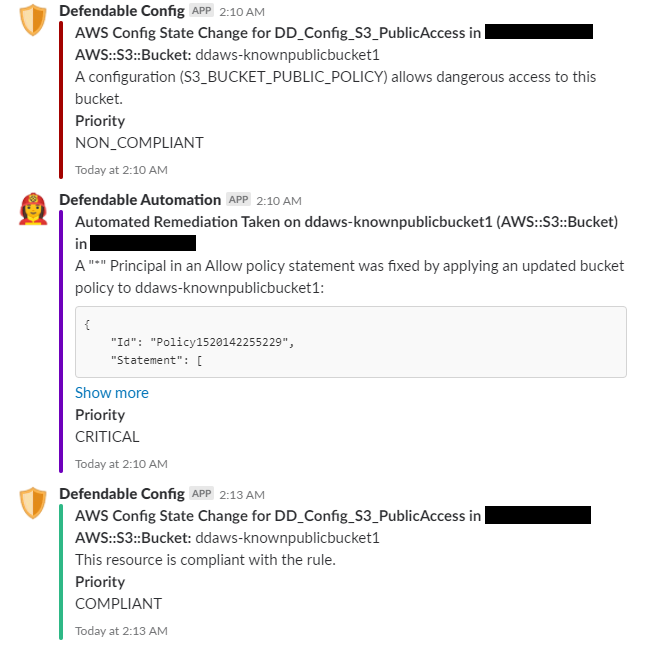 Defendable Config APP 2:10 AM
AWS Config State Change for DD_Config_S3_PublicAccess in
AWS::S3::Bucket: ddaws-knownpublicbucket1
A configuration (S3_BUCKET_PUBLIC_POLICY) allows dangerous access to this
bucket.
Priority
NON_COMPLIANT
Today at 2:10 AM
Defendable Automation APP 2:10 AM
Automated Remediation Taken on ddaws-knownpublicbucket1 (AWS::S3::Bucket)
in
A "*" Principal in an Allow policy statement was fixed by applying an updated bucket
policy to ddaws-knownpublicbucket1:
{
"Id": "Policy1520142255229",
"Statement": [
Show more
Priority
CRITICAL
Today at 2:10 AM
Defendable Config APP 2:13 AM
AWS Config State Change for DD_Config_S3_PublicAccess in
AWS::S3::Bucket: ddaws-knownpublicbucket1
This resource is compliant with the rule.
Priority
COMPLIANT
Today at 2:13 AM